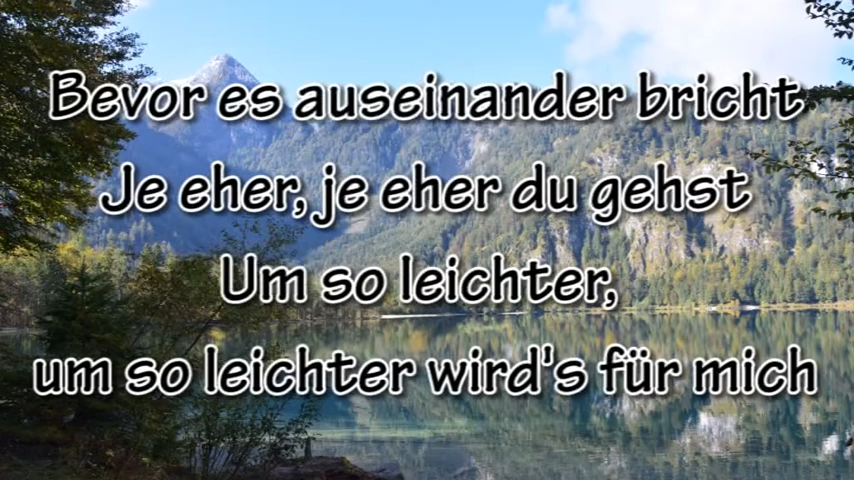 Bevor es auseinander bricht
Je eher, je eher du gehst
Um so leichter,
um so leichter wird's für mich